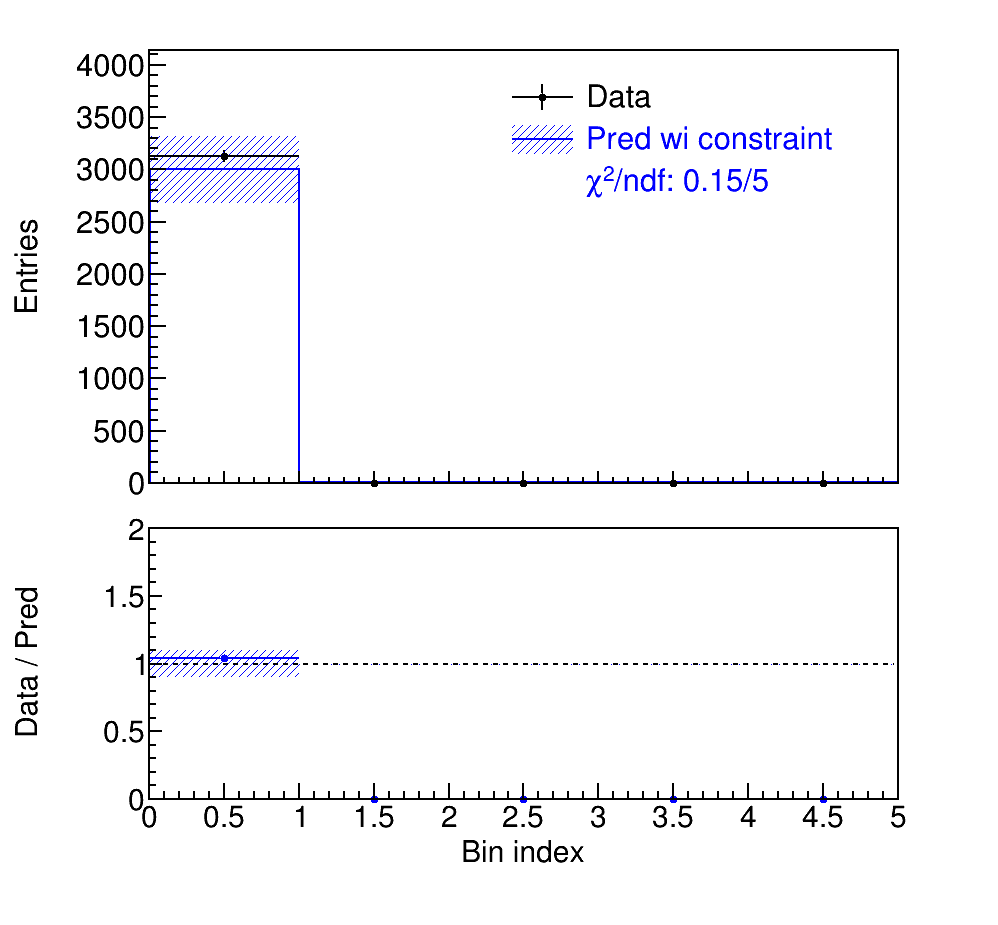 4000
3500
3000
2500
2000
1500
1000
500
0
Entries
Data
Pred wi constraint
χ²/ndf: 0.15/5
2
1.5
1
0.5
0
Data / Pred
0 0.5 1 1.5 2 2.5 3 3.5 4 4.5 5
Bin index